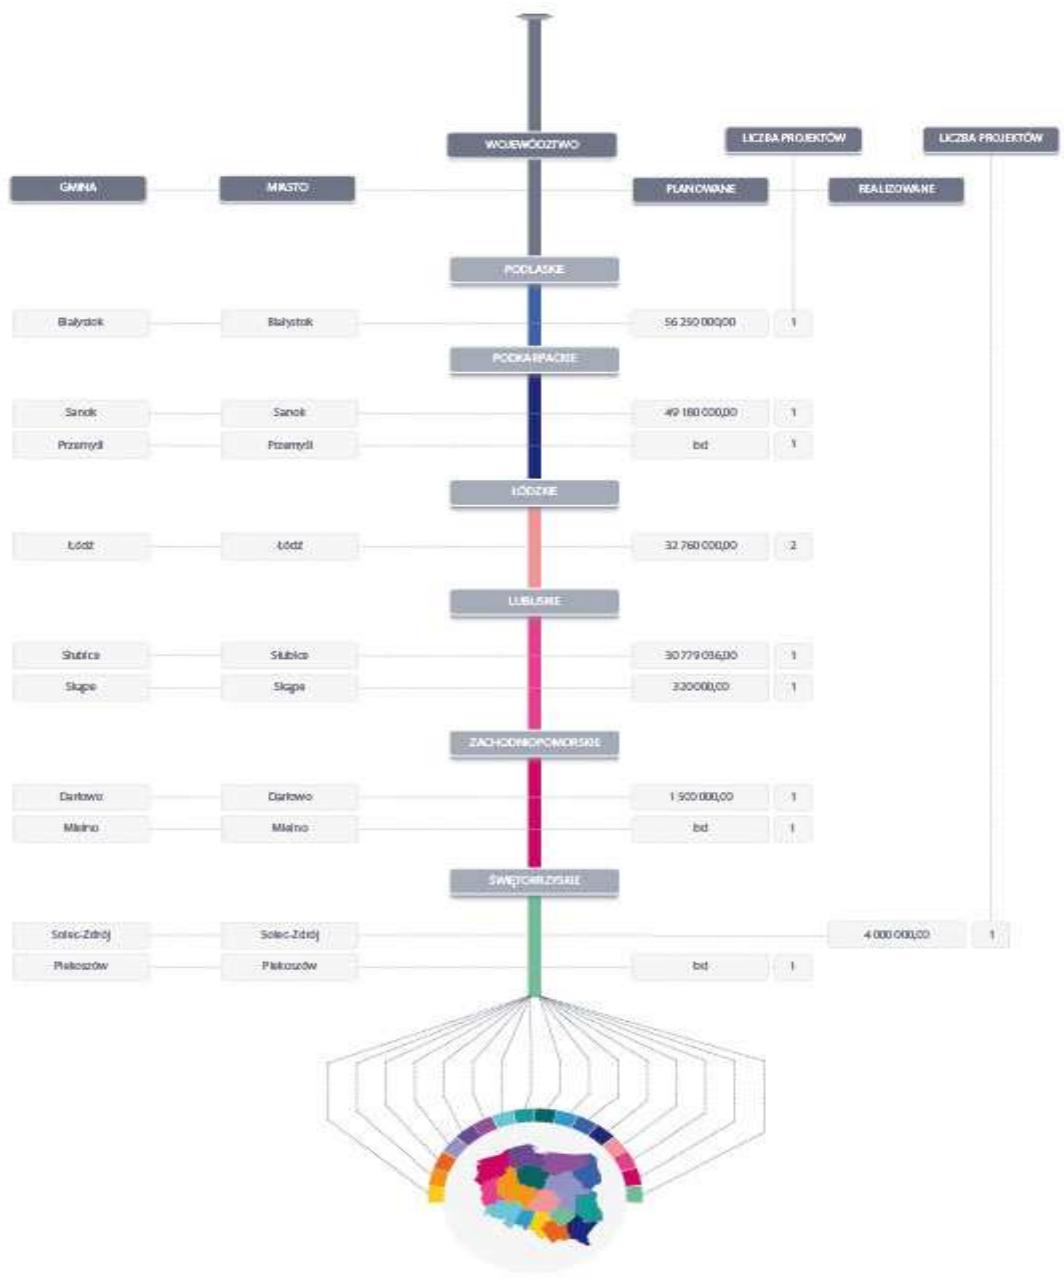 WOJEWÓDZTWO
LICZBA PROJEKTÓW LICZBA PROJEKTÓW
GMINA MIASTO PLANOWANE REALIZOWANE
PODLASKIE
Białystok Białystok 56 250 000,00 1
PODKARPACKIE
Sanok Sanok 49 180 000,00 1
Przemyśl Przemyśl bd 1
ŁÓDZKIE
Łódź Łódź 32 760 000,00 2
LUBUSKIE
Słubice Słubice 30 779 036,00 1
Skąpe Skąpe 320 000,00 1
ZACHODNIOPOMORSKIE
Darłowo Darłowo 1 500 000,00 1
Mielno Mielno bd 1
ŚWIĘTOKRZYSKIE
Solec-Zdrój Solec-Zdrój 4 000 000,00 1
Piekoszów Piekoszów bd 1